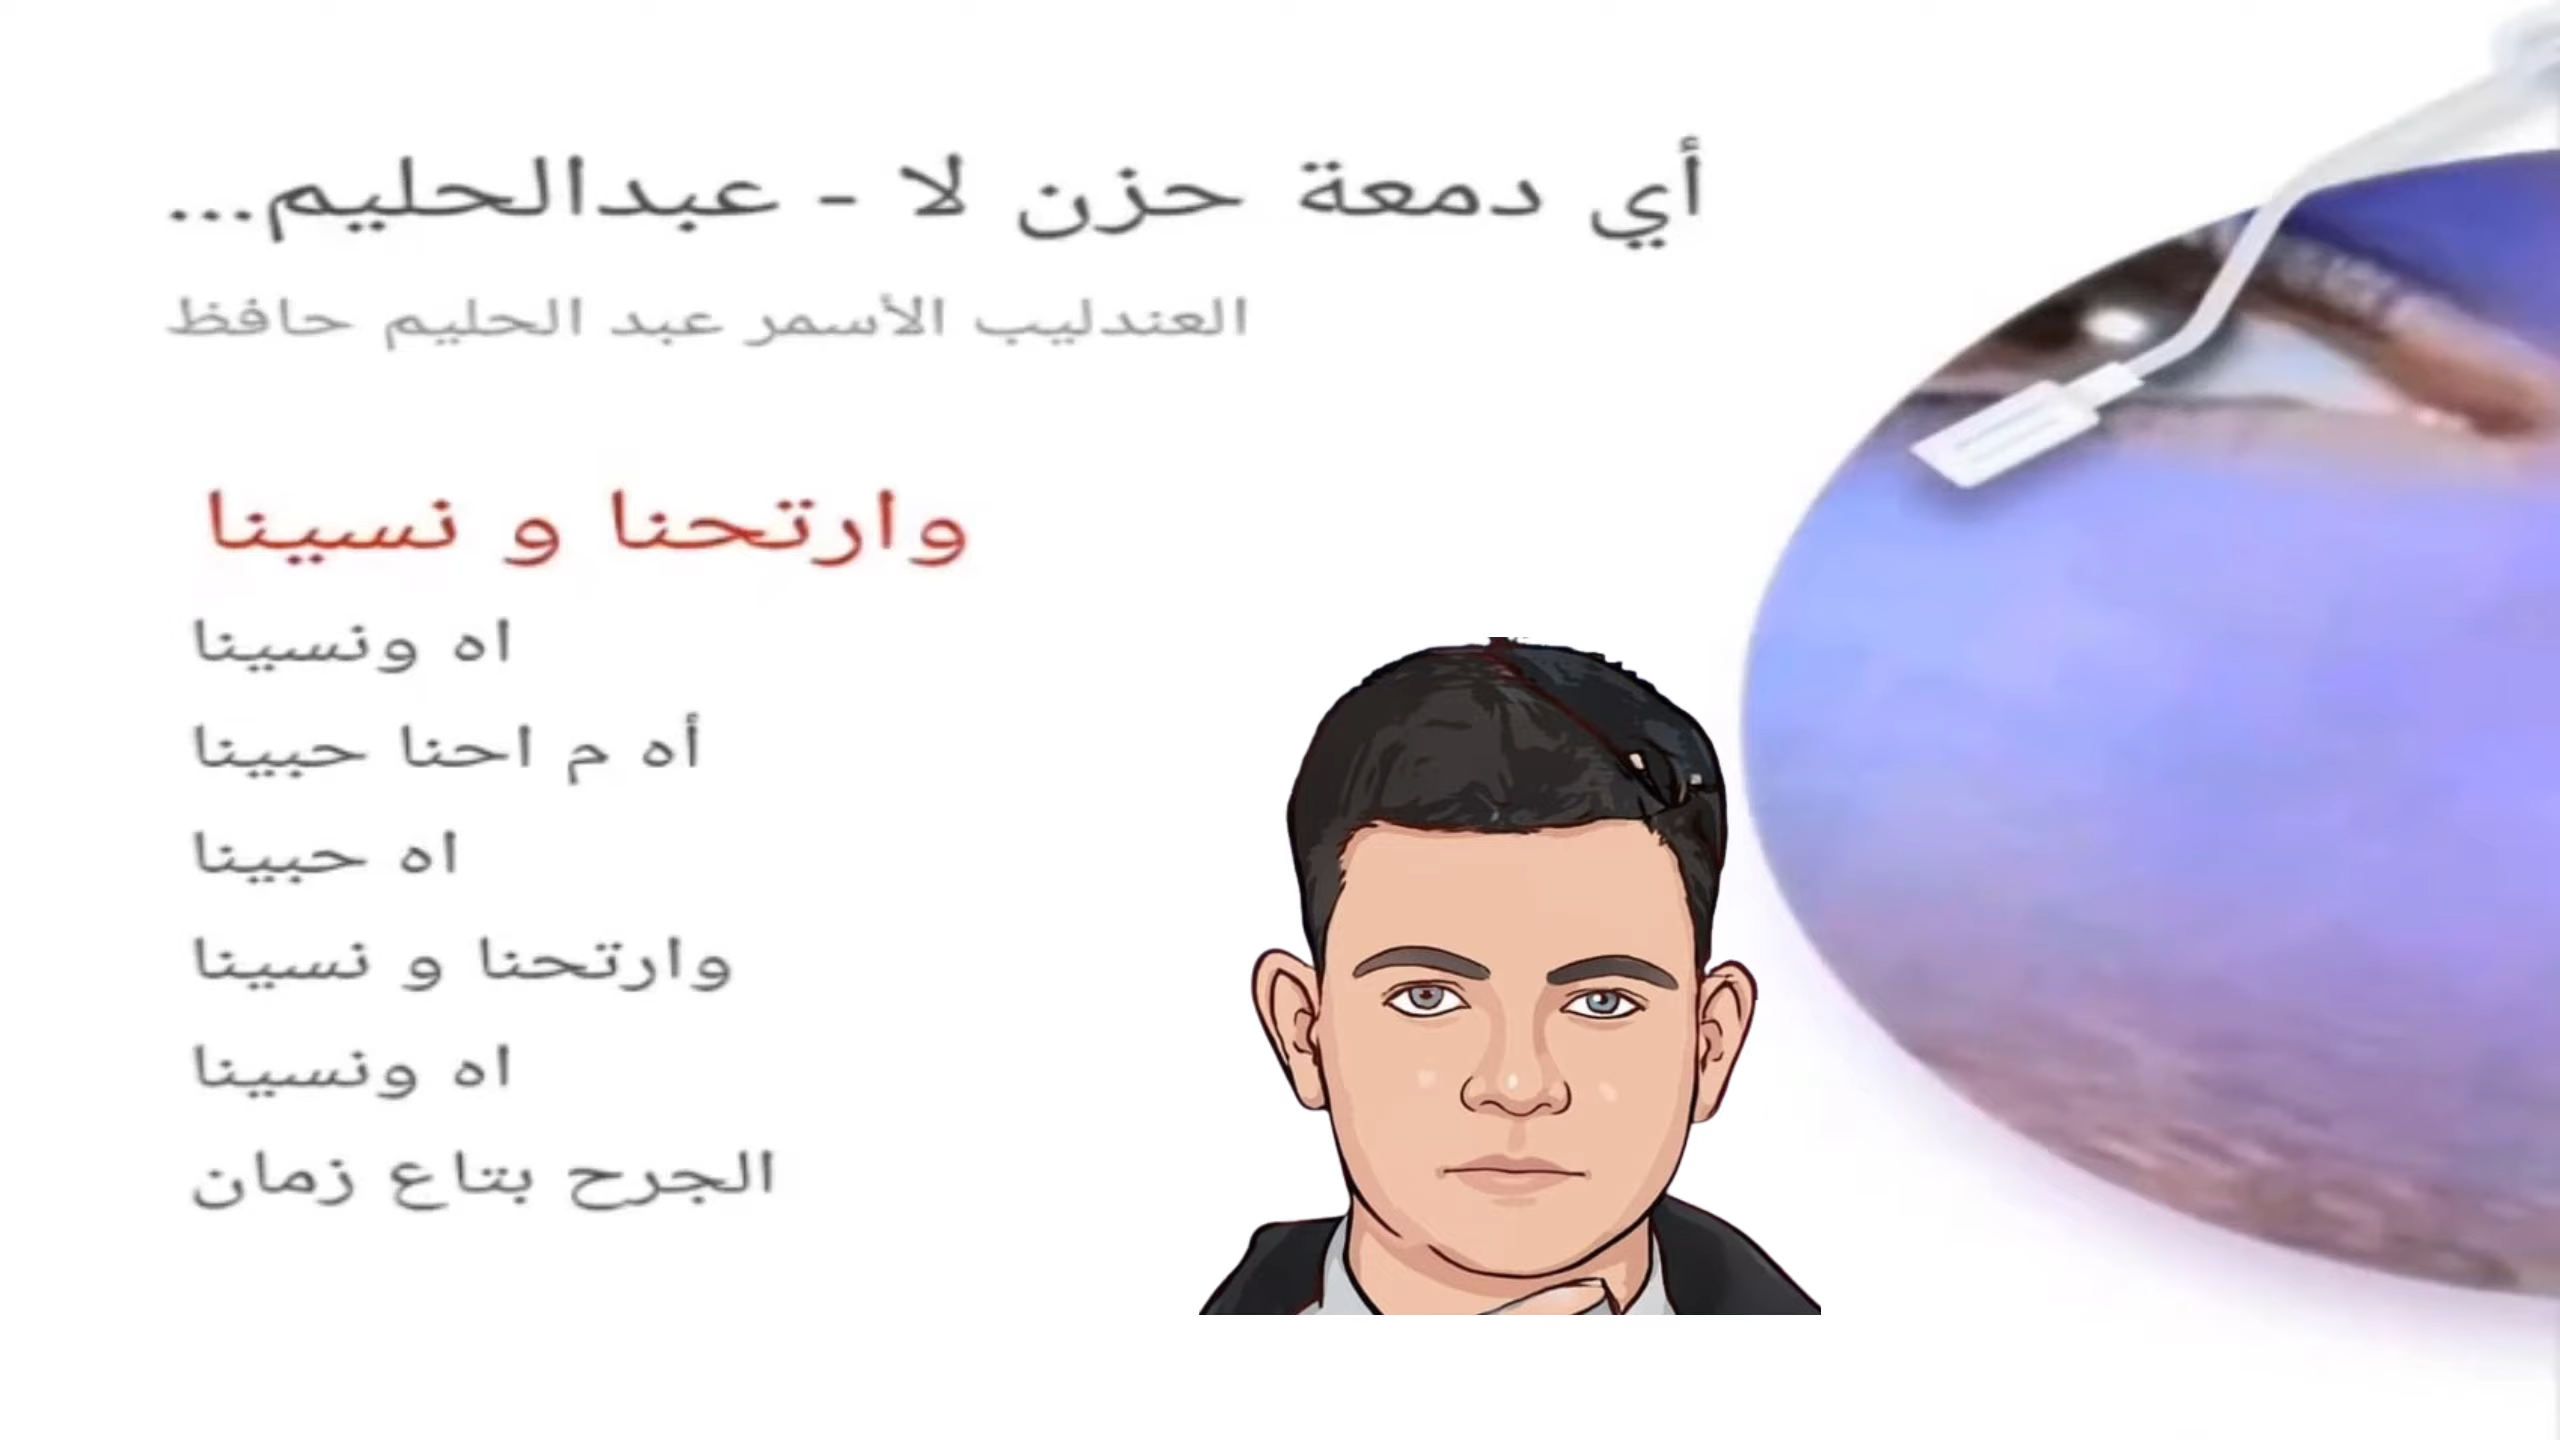 أي دمعة حزن لا - عبدالحليم...
العندليب الأسمر عبد الحليم حافظ
وارتحنا و نسينا
اه ونسينا
أه م احنا حبينا
اه حبينا
وارتحنا و نسينا
اه ونسينا
الجرح بتاع زمان